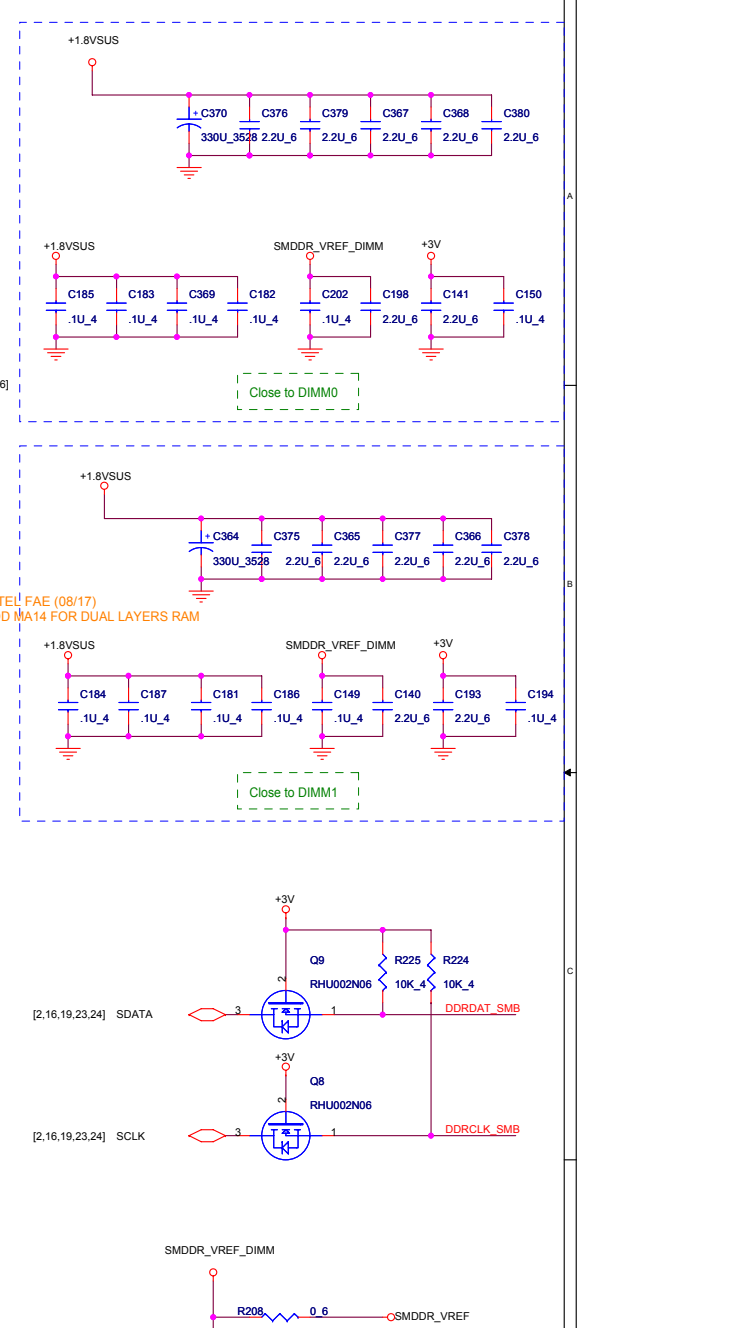 +1.8VSUS
C370 C376 C379 C367 C368 C380
330U_3528 2.2U_6 2.2U_6 2.2U_6 2.2U_6 2.2U_6
A
+1.8VSUS SMDDR_VREF_DIMM +3V
C185 C183 C369 C182 C202 C198 C141 C150
.1U_4 .1U_4 .1U_4 .1U_4 .1U_4 2.2U_6 2.2U_6 .1U_4
6]
Close to DIMM0
+1.8VSUS
C364 C375 C365 C377 C366 C378
330U_3528 2.2U_6 2.2U_6 2.2U_6 2.2U_6 2.2U_6
B
TEL FAE (08/17)
D MA14 FOR DUAL LAYERS RAM
+1.8VSUS SMDDR_VREF_DIMM +3V
C184 C187 C181 C186 C149 C140 C193 C194
.1U_4 .1U_4 .1U_4 .1U_4 .1U_4 2.2U_6 2.2U_6 .1U_4
Close to DIMM1
+3V
Q9 R225 R224
C
2 RHU002N06 10K_4 10K_4
[2,16,19,23,24] SDATA 3 1 DDRDAT_SMB
+3V
Q8
2 RHU002N06
[2,16,19,23,24] SCLK 3 1 DDRCLK_SMB
SMDDR_VREF_DIMM
R208 0_6 SMDDR_VREF